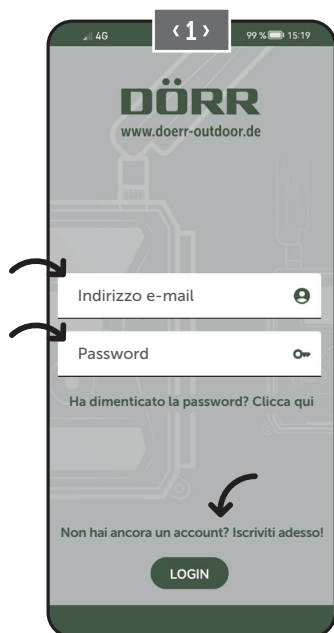 4G
‹1›
99 % 15:19
DÖRR
www.doerr-outdoor.de
Indirizzo e-mail
Password
Ha dimenticato la password? Clicca qui
Non hai ancora un account? Iscriviti adesso!
LOGIN